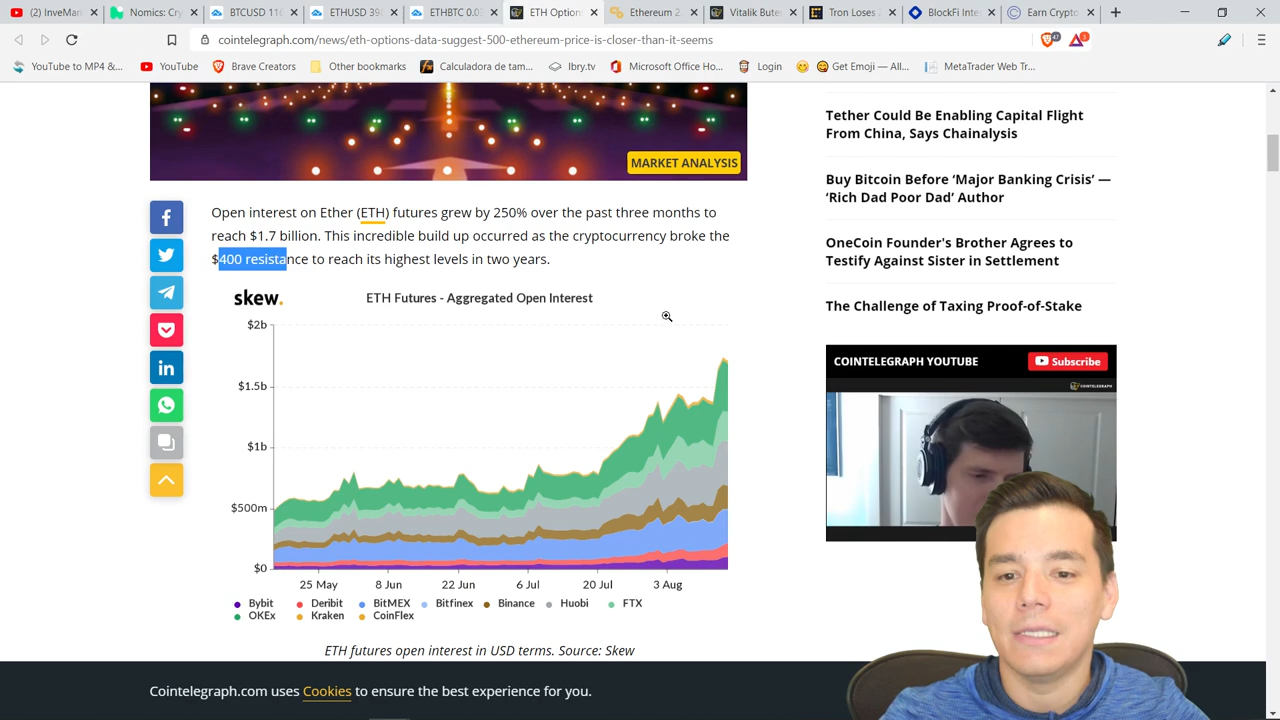 (2) InveMar
Nomics: Cry
BTCUSD 110
ETHUSD 39
ETHBTC 0.03
ETH Option
Ethereum 2.
Vitalik Buter
Tron Loses
BlockFi Inte
Earn Crypto
cointelegraph.com/news/eth-options-data-suggest-500-ethereum-price-is-closer-than-it-seems
47
YouTube to MP4 &...
YouTube
Brave Creators
Other bookmarks
Calculadora de tam...
lbry.tv
Microsoft Office Ho...
Login
Get Emoji — All...
MetaTrader Web Tr...
MARKET ANALYSIS
Open interest on Ether (ETH) futures grew by 250% over the past three months to
reach $1.7 billion. This incredible build up occurred as the cryptocurrency broke the
$400 resistance to reach its highest levels in two years.
skew.
ETH Futures - Aggregated Open Interest
$2b
$1.5b
$1b
$500m
$0
25 May
8 Jun
22 Jun
6 Jul
20 Jul
3 Aug
Bybit
Deribit
BitMEX
Bitfinex
Binance
Huobi
FTX
OKEx
Kraken
CoinFlex
ETH futures open interest in USD terms. Source: Skew
Tether Could Be Enabling Capital Flight
From China, Says Chainalysis
Buy Bitcoin Before ‘Major Banking Crisis’ —
‘Rich Dad Poor Dad’ Author
OneCoin Founder's Brother Agrees to
Testify Against Sister in Settlement
The Challenge of Taxing Proof-of-Stake
COINTELEGRAPH YOUTUBE
Subscribe
COINTELEGRAPH
Cointelegraph.com uses Cookies to ensure the best experience for you.